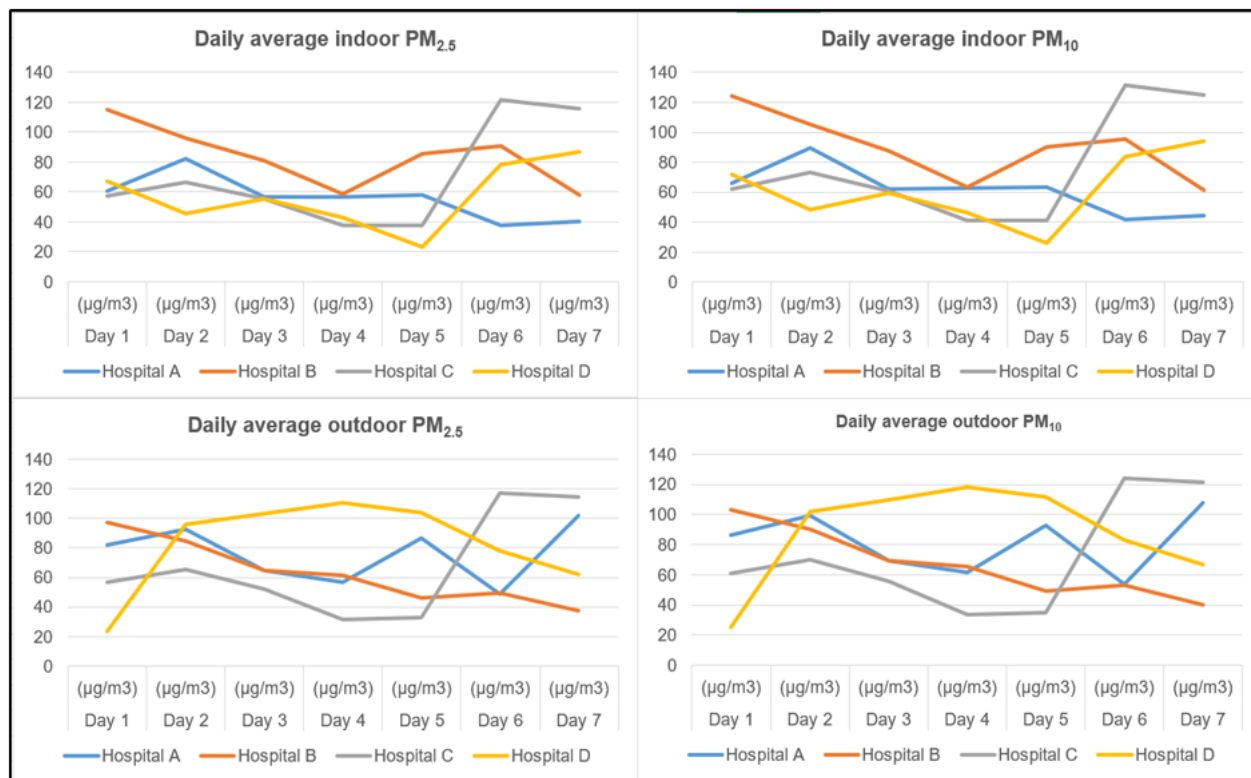 Daily average indoor PM2.5
140
120
100
80
60
40
20
0
(µg/m3) (µg/m3) (µg/m3) (µg/m3) (µg/m3) (µg/m3) (µg/m3)
Day 1 Day 2 Day 3 Day 4 Day 5 Day 6 Day 7
Hospital A Hospital B Hospital C Hospital D
Daily average indoor PM10
140
120
100
80
60
40
20
0
(µg/m3) (µg/m3) (µg/m3) (µg/m3) (µg/m3) (µg/m3) (µg/m3)
Day 1 Day 2 Day 3 Day 4 Day 5 Day 6 Day 7
Hospital A Hospital B Hospital C Hospital D
Daily average outdoor PM2.5
140
120
100
80
60
40
20
0
(µg/m3) (µg/m3) (µg/m3) (µg/m3) (µg/m3) (µg/m3) (µg/m3)
Day 1 Day 2 Day 3 Day 4 Day 5 Day 6 Day 7
Hospital A Hospital B Hospital C Hospital D
Daily average outdoor PM10
140
120
100
80
60
40
20
0
(µg/m3) (µg/m3) (µg/m3) (µg/m3) (µg/m3) (µg/m3) (µg/m3)
Day 1 Day 2 Day 3 Day 4 Day 5 Day 6 Day 7
Hospital A Hospital B Hospital C Hospital D